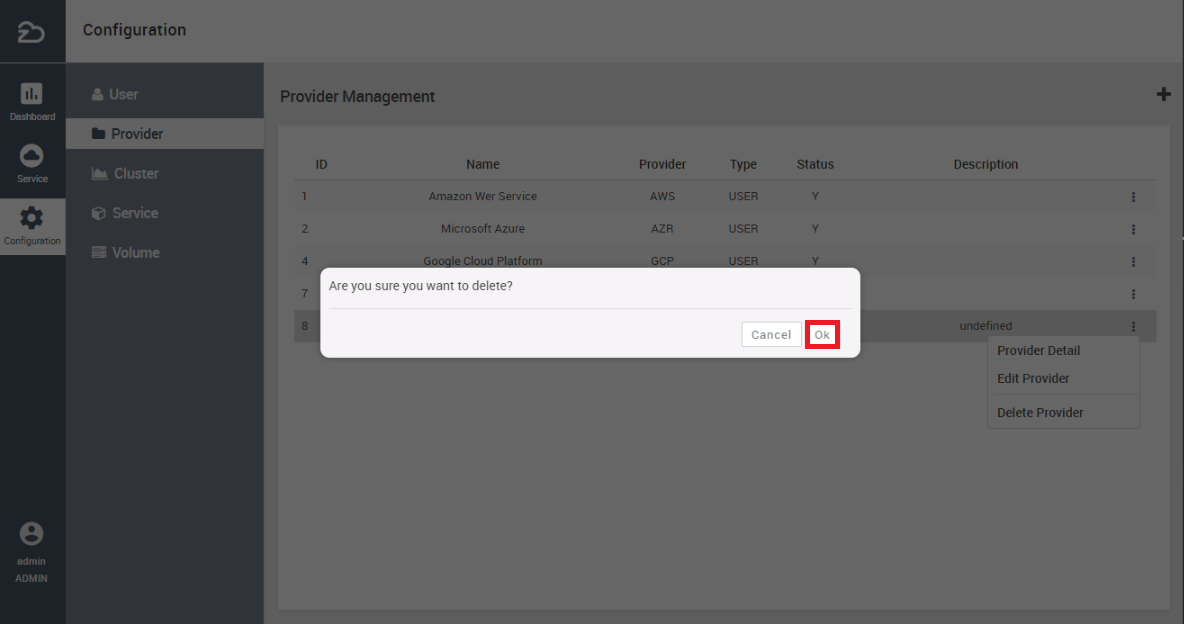 Configuration
Dashboard
Service
Configuration
admin
ADMIN
User
Provider
Cluster
Service
Volume
Provider Management
ID Name Provider Type Status Description
1 Amazon Wer Service AWS USER Y
2 Microsoft Azure AZR USER Y
4 Google Cloud Platform GCP USER Y
7
8 undefined
Are you sure you want to delete?
Cancel Ok
Provider Detail
Edit Provider
Delete Provider